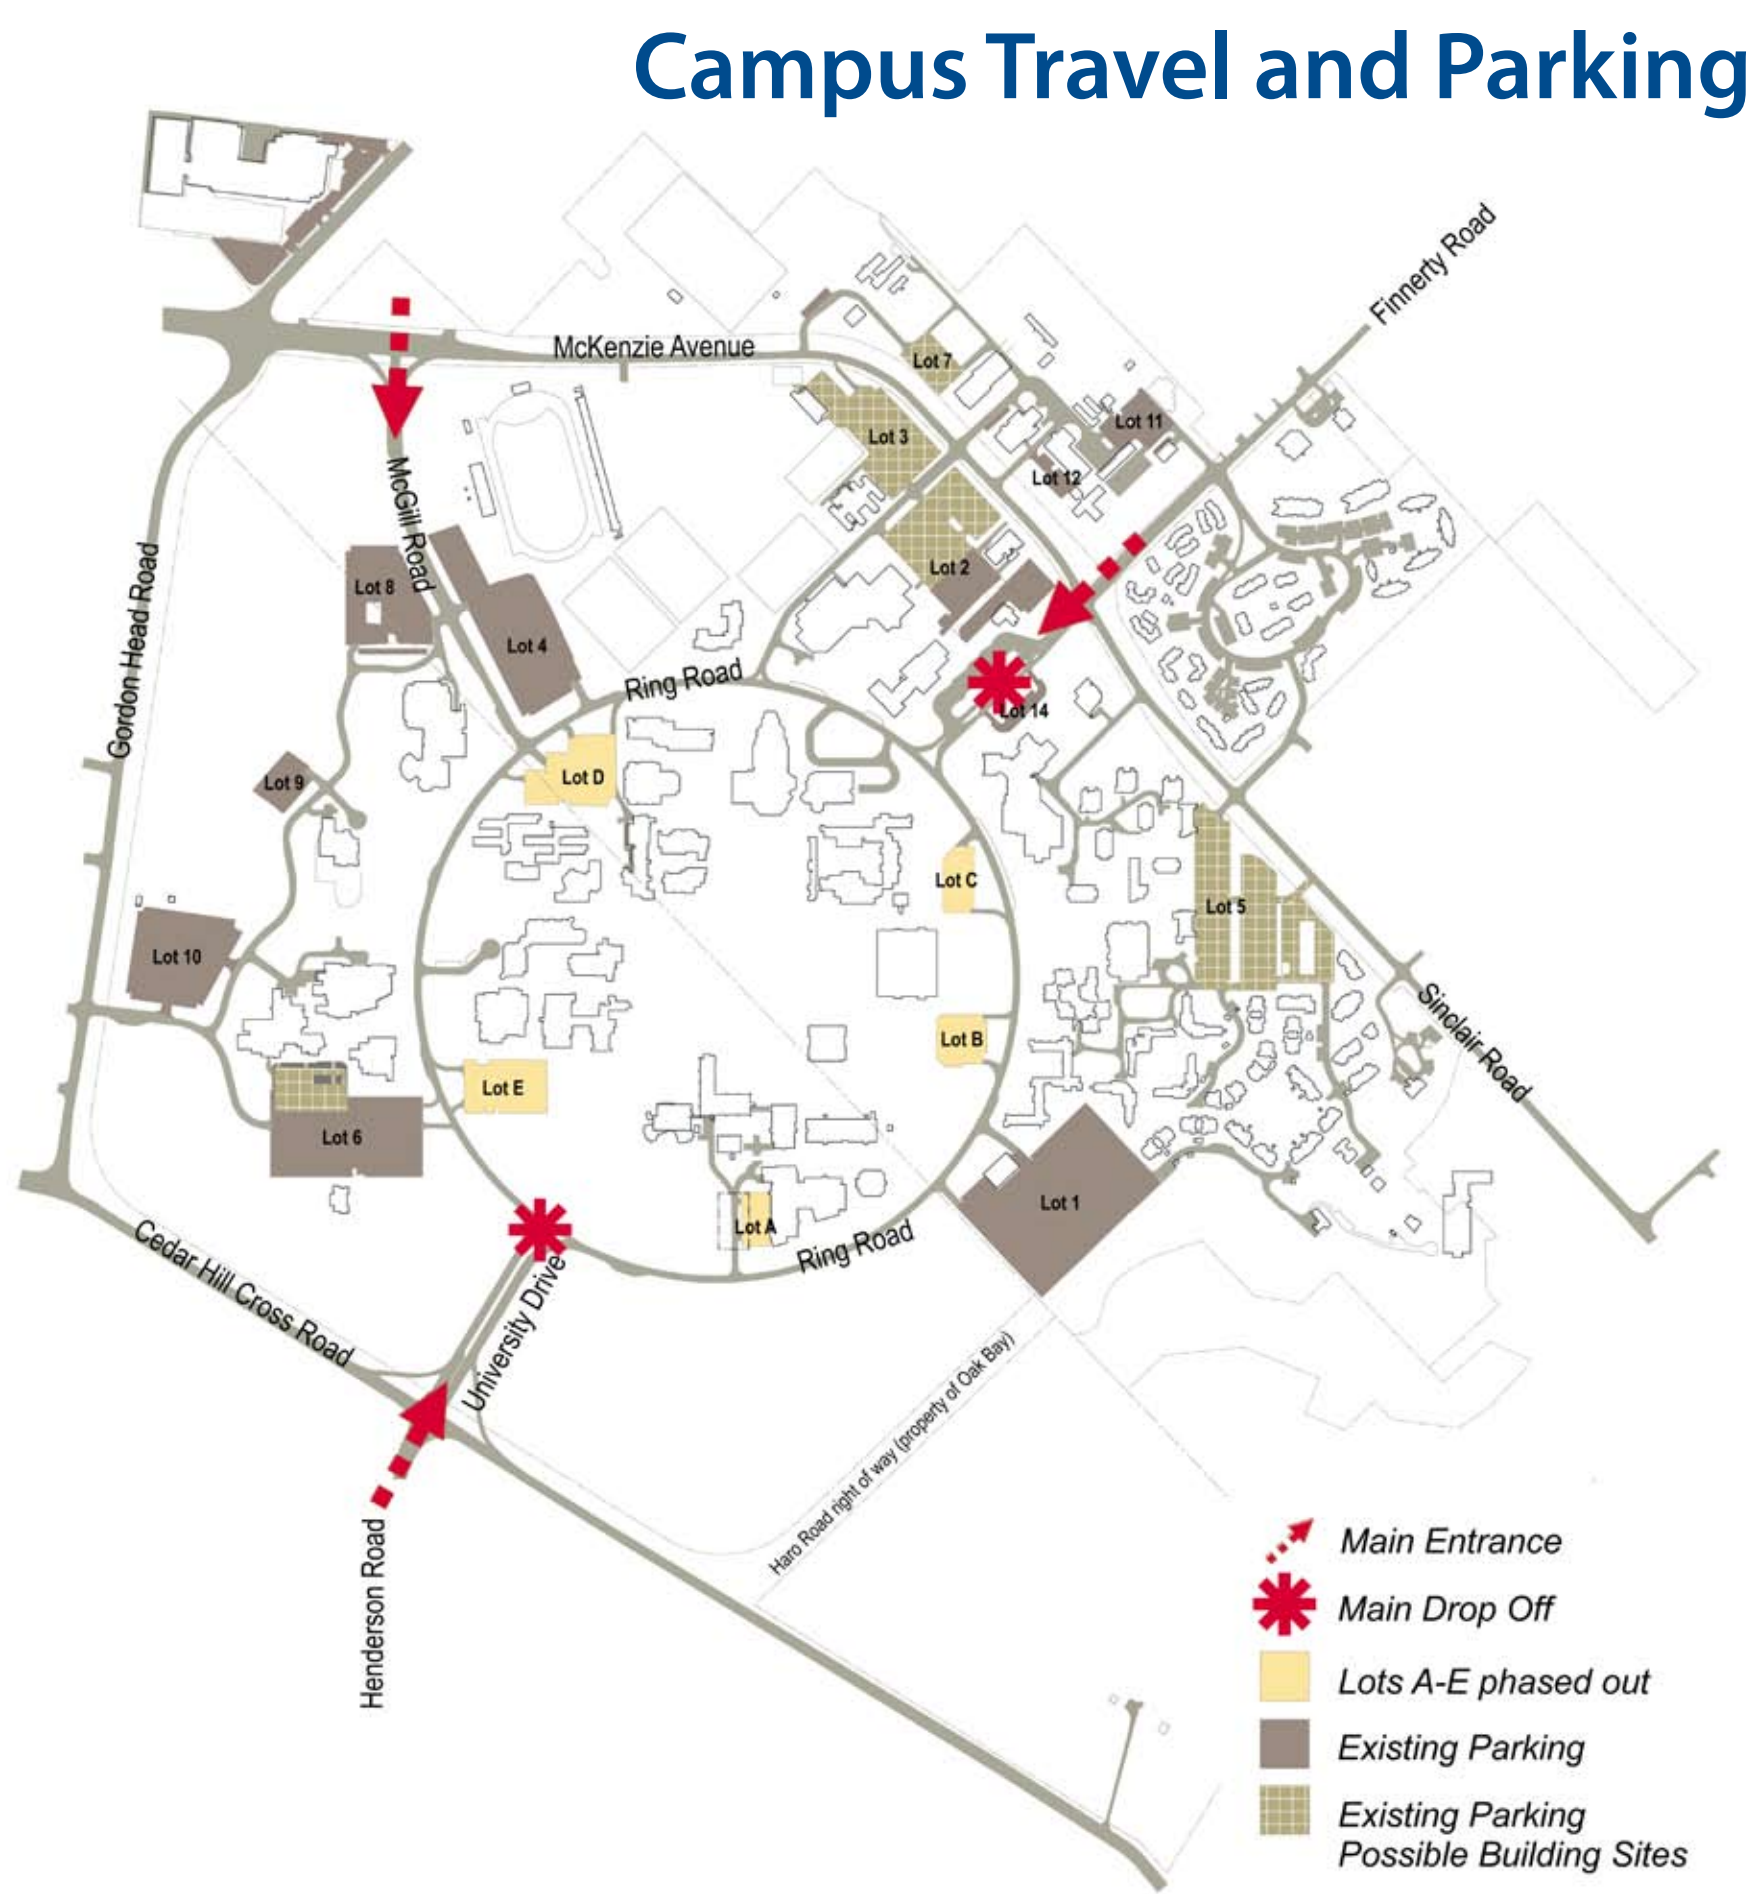 Campus Travel and Parking
Finnerty Road
McKenzie Avenue
Lot 7
Lot 11
Lot 3
Lot 12
McGill Road
Gordon Head Road
Lot 8
Lot 2
Lot 4
Ring Road
Lot 14
Lot D
Lot 9
Lot C
Lot 5
Lot 10
Sinclair Road
Lot B
Lot E
Lot 6
Lot 1
Lot A
Ring Road
Cedar Hill Cross Road
University Drive
Haro Road right of way (property of Oak Bay)
Henderson Road
Main Entrance
Main Drop Off
Lots A-E phased out
Existing Parking
Existing Parking
Possible Building Sites